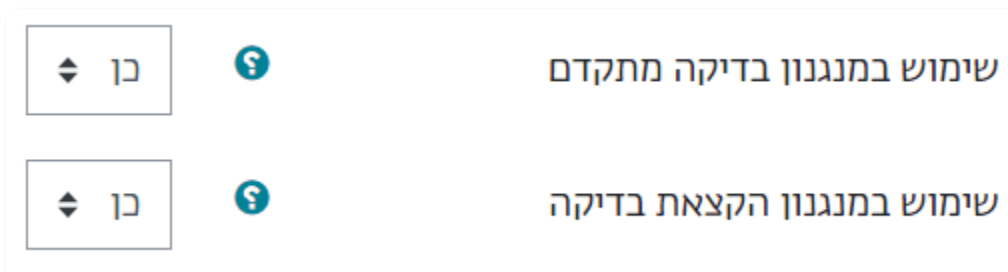 שימוש במנגנון בדיקה מתקדם ? כן
שימוש במנגנון הקצאת בדיקה ? כן